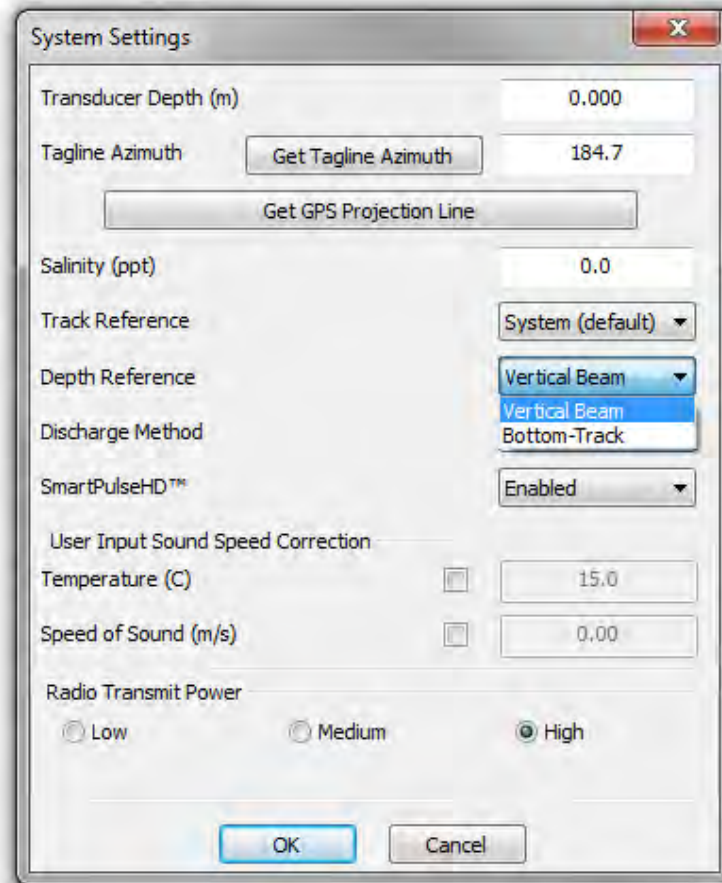 System Settings
Transducer Depth (m) 0.000
Tagline Azimuth Get Tagline Azimuth 184.7
Get GPS Projection Line
Salinity (ppt) 0.0
Track Reference System (default)
Depth Reference Vertical Beam
Vertical Beam
Discharge Method Bottom-Track
SmartPulseHD™ Enabled
User Input Sound Speed Correction
Temperature (C) 15.0
Speed of Sound (m/s) 0.00
Radio Transmit Power
Low Medium High
OK Cancel